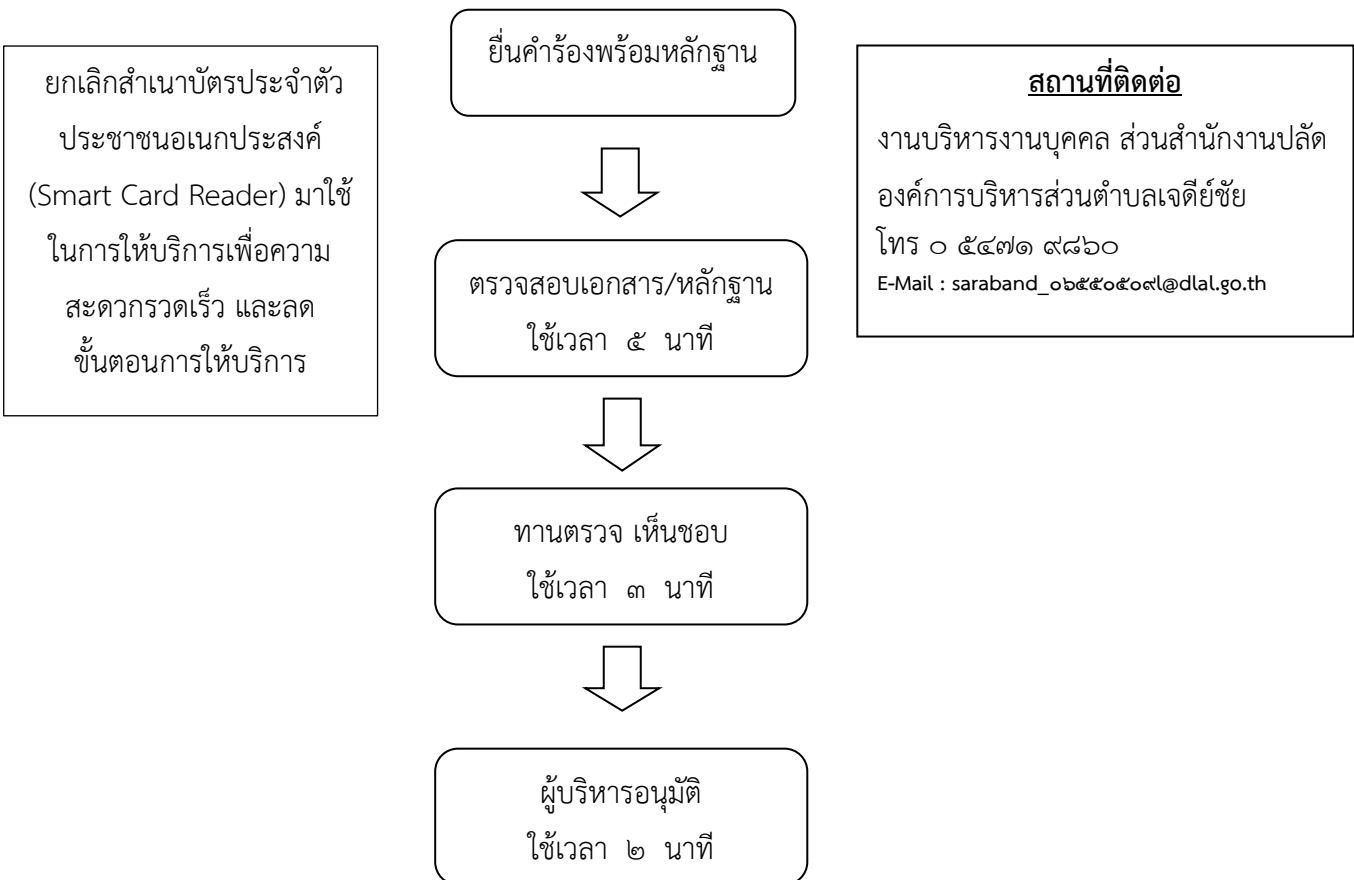 ยื่นคำร้องพร้อมหลักฐาน
ยกเลิกสำเนาบัตรประจำตัว
ประชาชนอเนกประสงค์
(Smart Card Reader) มาใช้
ในการให้บริการเพื่อความ
สะดวกรวดเร็ว และลด
ขั้นตอนการให้บริการ
สถานที่ติดต่อ
งานบริหารงานบุคคล ส่วนสำนักงานปลัด
องค์การบริหารส่วนตำบลเจดีย์ชัย
โทร ๐ ๕๔๗๑ ๙๘๖๐
E-Mail : saraband_๐๖๕๕๐๕๐๙l@dlal.go.th
ตรวจสอบเอกสาร/หลักฐาน
ใช้เวลา ๕ นาที
ทานตรวจ เห็นชอบ
ใช้เวลา ๓ นาที
ผู้บริหารอนุมัติ
ใช้เวลา ๒ นาที